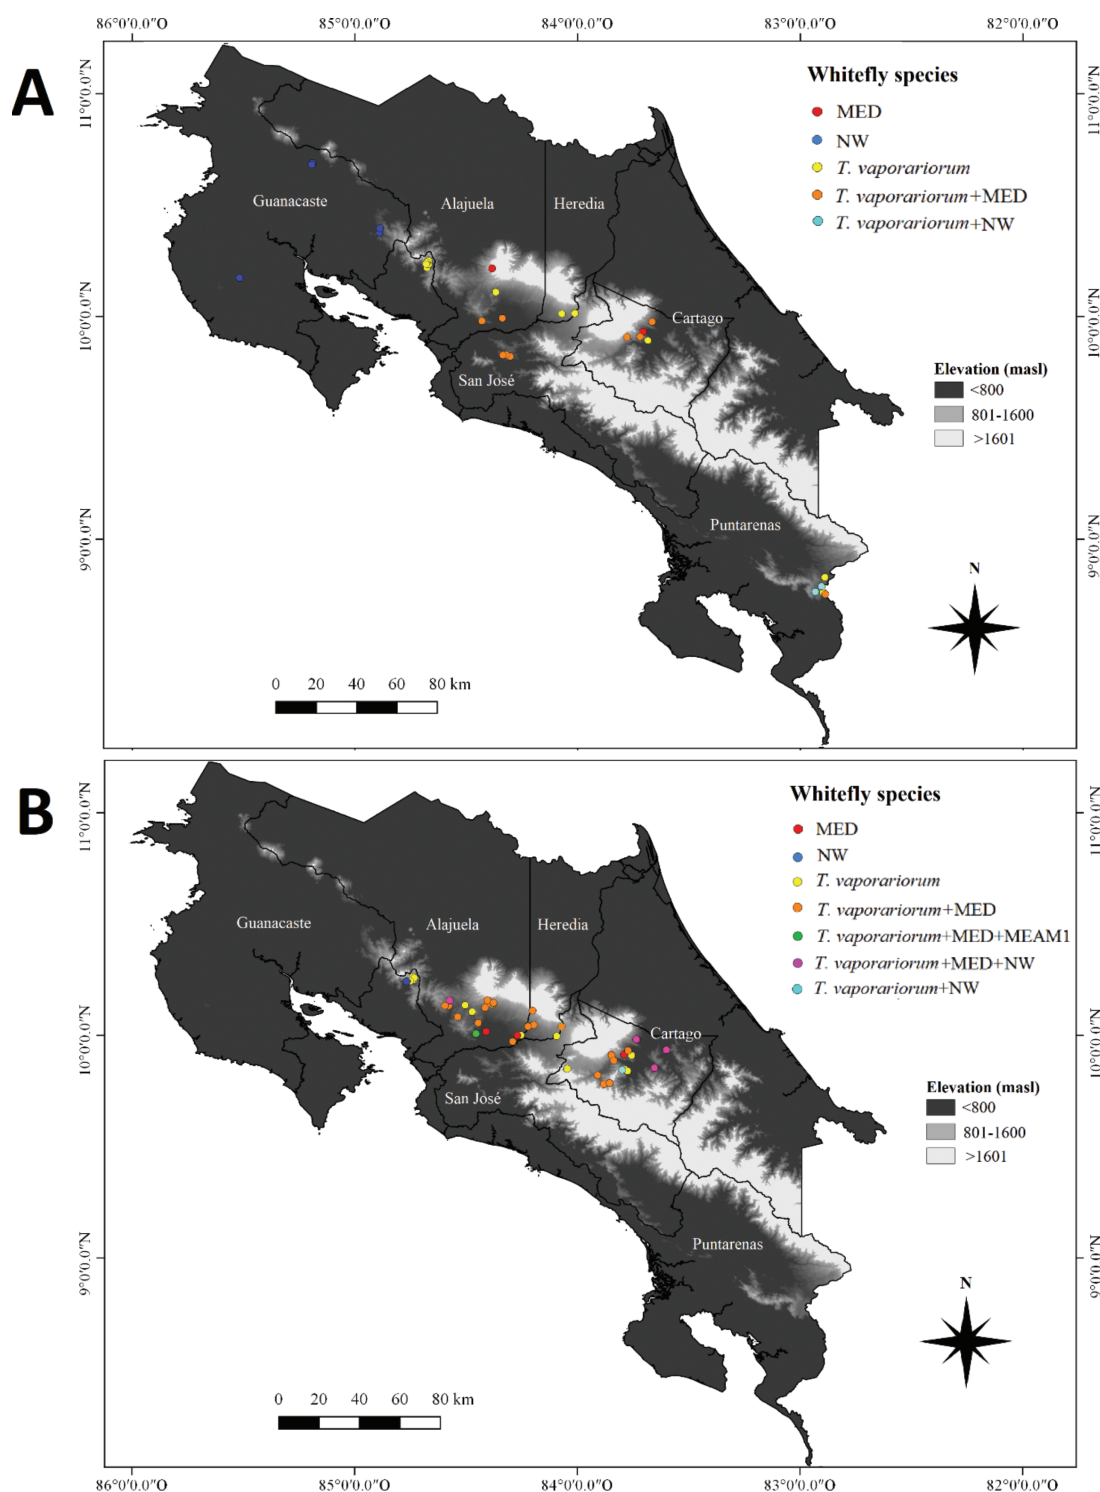 86°0'0.0"O 85°0'0.0"O 84°0'0.0"O 83°0'0.0"O 82°0'0.0"O
A
Whitefly species
MED
NW
T. vaporariorum
T. vaporariorum+MED
T. vaporariorum+NW
11°0'0.0"N
11°0'0.0"N
Guanacaste
Alajuela
Heredia
10°0'0.0"N
10°0'0.0"N
Cartago
San José
Elevation (masl)
<800
801-1600
>1601
Puntarenas
9°0'0.0"N
9°0'0.0"N
N
0 20 40 60 80 km
B
Whitefly species
MED
NW
T. vaporariorum
T. vaporariorum+MED
T. vaporariorum+MED+MEAM1
T. vaporariorum+MED+NW
T. vaporariorum+NW
11°0'0.0"N
11°0'0.0"N
Guanacaste
Alajuela
Heredia
10°0'0.0"N
10°0'0.0"N
Cartago
San José
Elevation (masl)
<800
801-1600
>1601
Puntarenas
9°0'0.0"N
9°0'0.0"N
N
0 20 40 60 80 km
86°0'0.0"O 85°0'0.0"O 84°0'0.0"O 83°0'0.0"O 82°0'0.0"O